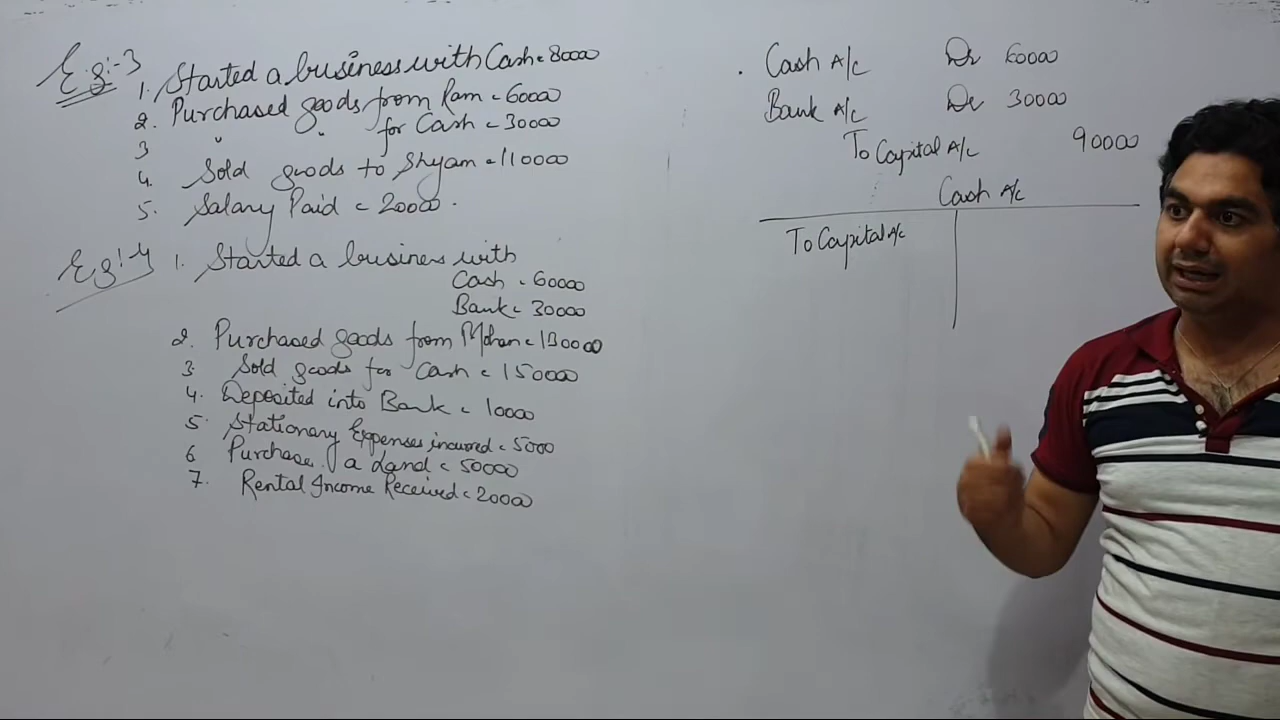 Eg:-3
1. Started a business with Cash = 80000
2. Purchased goods from Ram = 60000
3 " " for Cash = 30000
4. Sold goods to Shyam = 110000
5. Salary Paid = 20000.
Eg:-4 1. Started a business with
Cash = 60000
Bank = 30000
2. Purchased goods from Mohan = 130000
3. Sold goods for Cash = 150000
4. Deposited into Bank = 10000
5. Stationary Expenses incurred = 5000
6 Purchase a Land = 50000
7. Rental Income Received = 20000
Cash A/c Dr 60000
Bank A/c Dr 30000
To Capital A/c 90000
Cash A/c
To Capital A/c